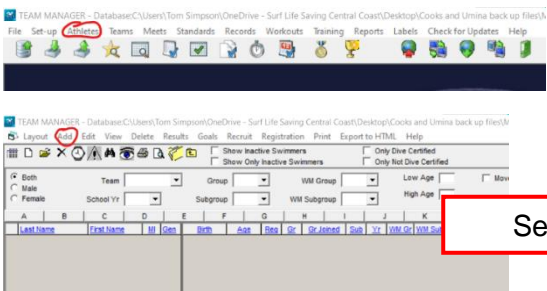 TEAM MANAGER - Database:C:\Users\Tom Simpson\OneDrive - Surf Life Saving Central Coast\Desktop\Cooks and Umina back up files\M
File Set-up Athletes Teams Meets Standards Records Workouts Training Reports Labels Check for Updates Help
TEAM MANAGER - Database:C:\Users\Tom Simpson\OneDrive - Surf Life Saving Central Coast\Desktop\Cooks and Urmina back up files\M
Layout Add Edit View Delete Results Goals Recruit Registration Print Export to HTML Help
Show Inactive Swimmers Only Dive Certified
Show Only Inactive Swimmers Only Not Dive Certified
Both Team Group WM Group Low Age Mov
Male
Female School Yr Subgroup WM Subgroup High Age
A B C D E F G H I J K
Last Name First Name MI Gen Birth Age Reg Gr Gr Joined Sub Yr WM Gr WM Sub
Se